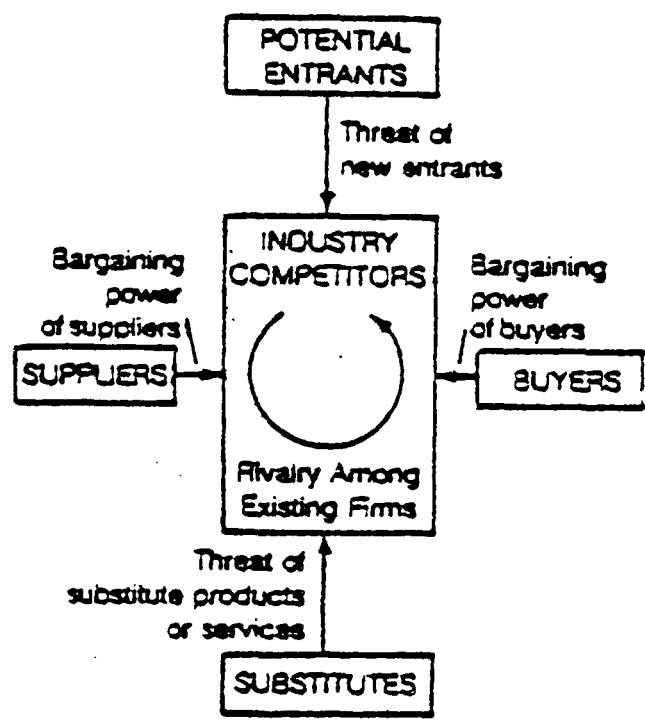 POTENTIAL
ENTRANTS
Threat of
new entrants
INDUSTRY
COMPETITORS
Bargaining
power
of suppliers
Bargaining
power
of buyers
SUPPLIERS
BUYERS
Rivalry Among
Existing Firms
Threat of
substitute products
or services
SUBSTITUTES